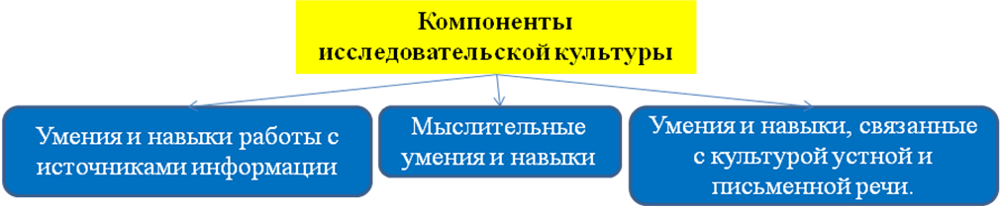 Компоненты
исследовательской культуры
Умения и навыки работы с
источниками информации
Мыслительные
умения и навыки
Умения и навыки, связанные
с культурой устной и
письменной речи.